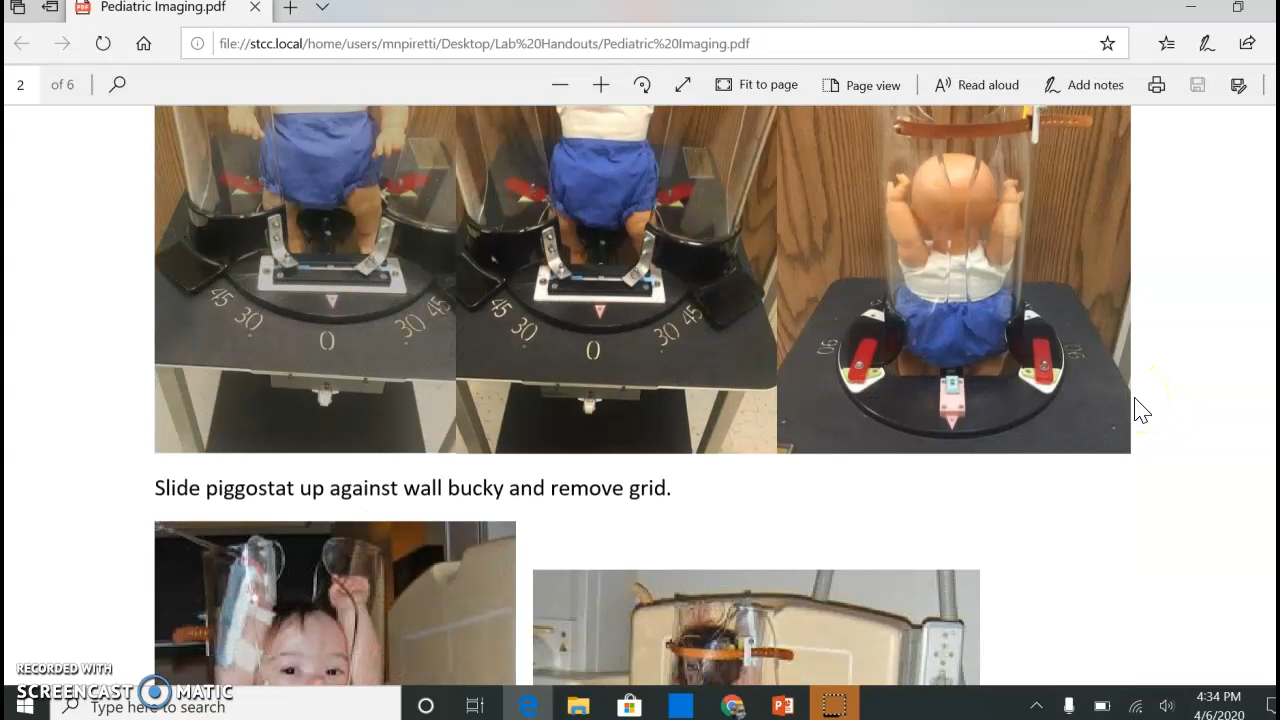 Pediatric Imaging.pdf
file://stcc.local/home/users/mnpiretti/Desktop/Lab%20Handouts/Pediatric%20Imaging.pdf
2 of 6
Fit to page
Page view
Read aloud
Add notes
45 30 0 30 45
45 30 0 30 45
90 90
Slide piggostat up against wall bucky and remove grid.
RECORDED WITH
SCREENCAST MATIC
Type here to search
4:34 PM
4/6/2020